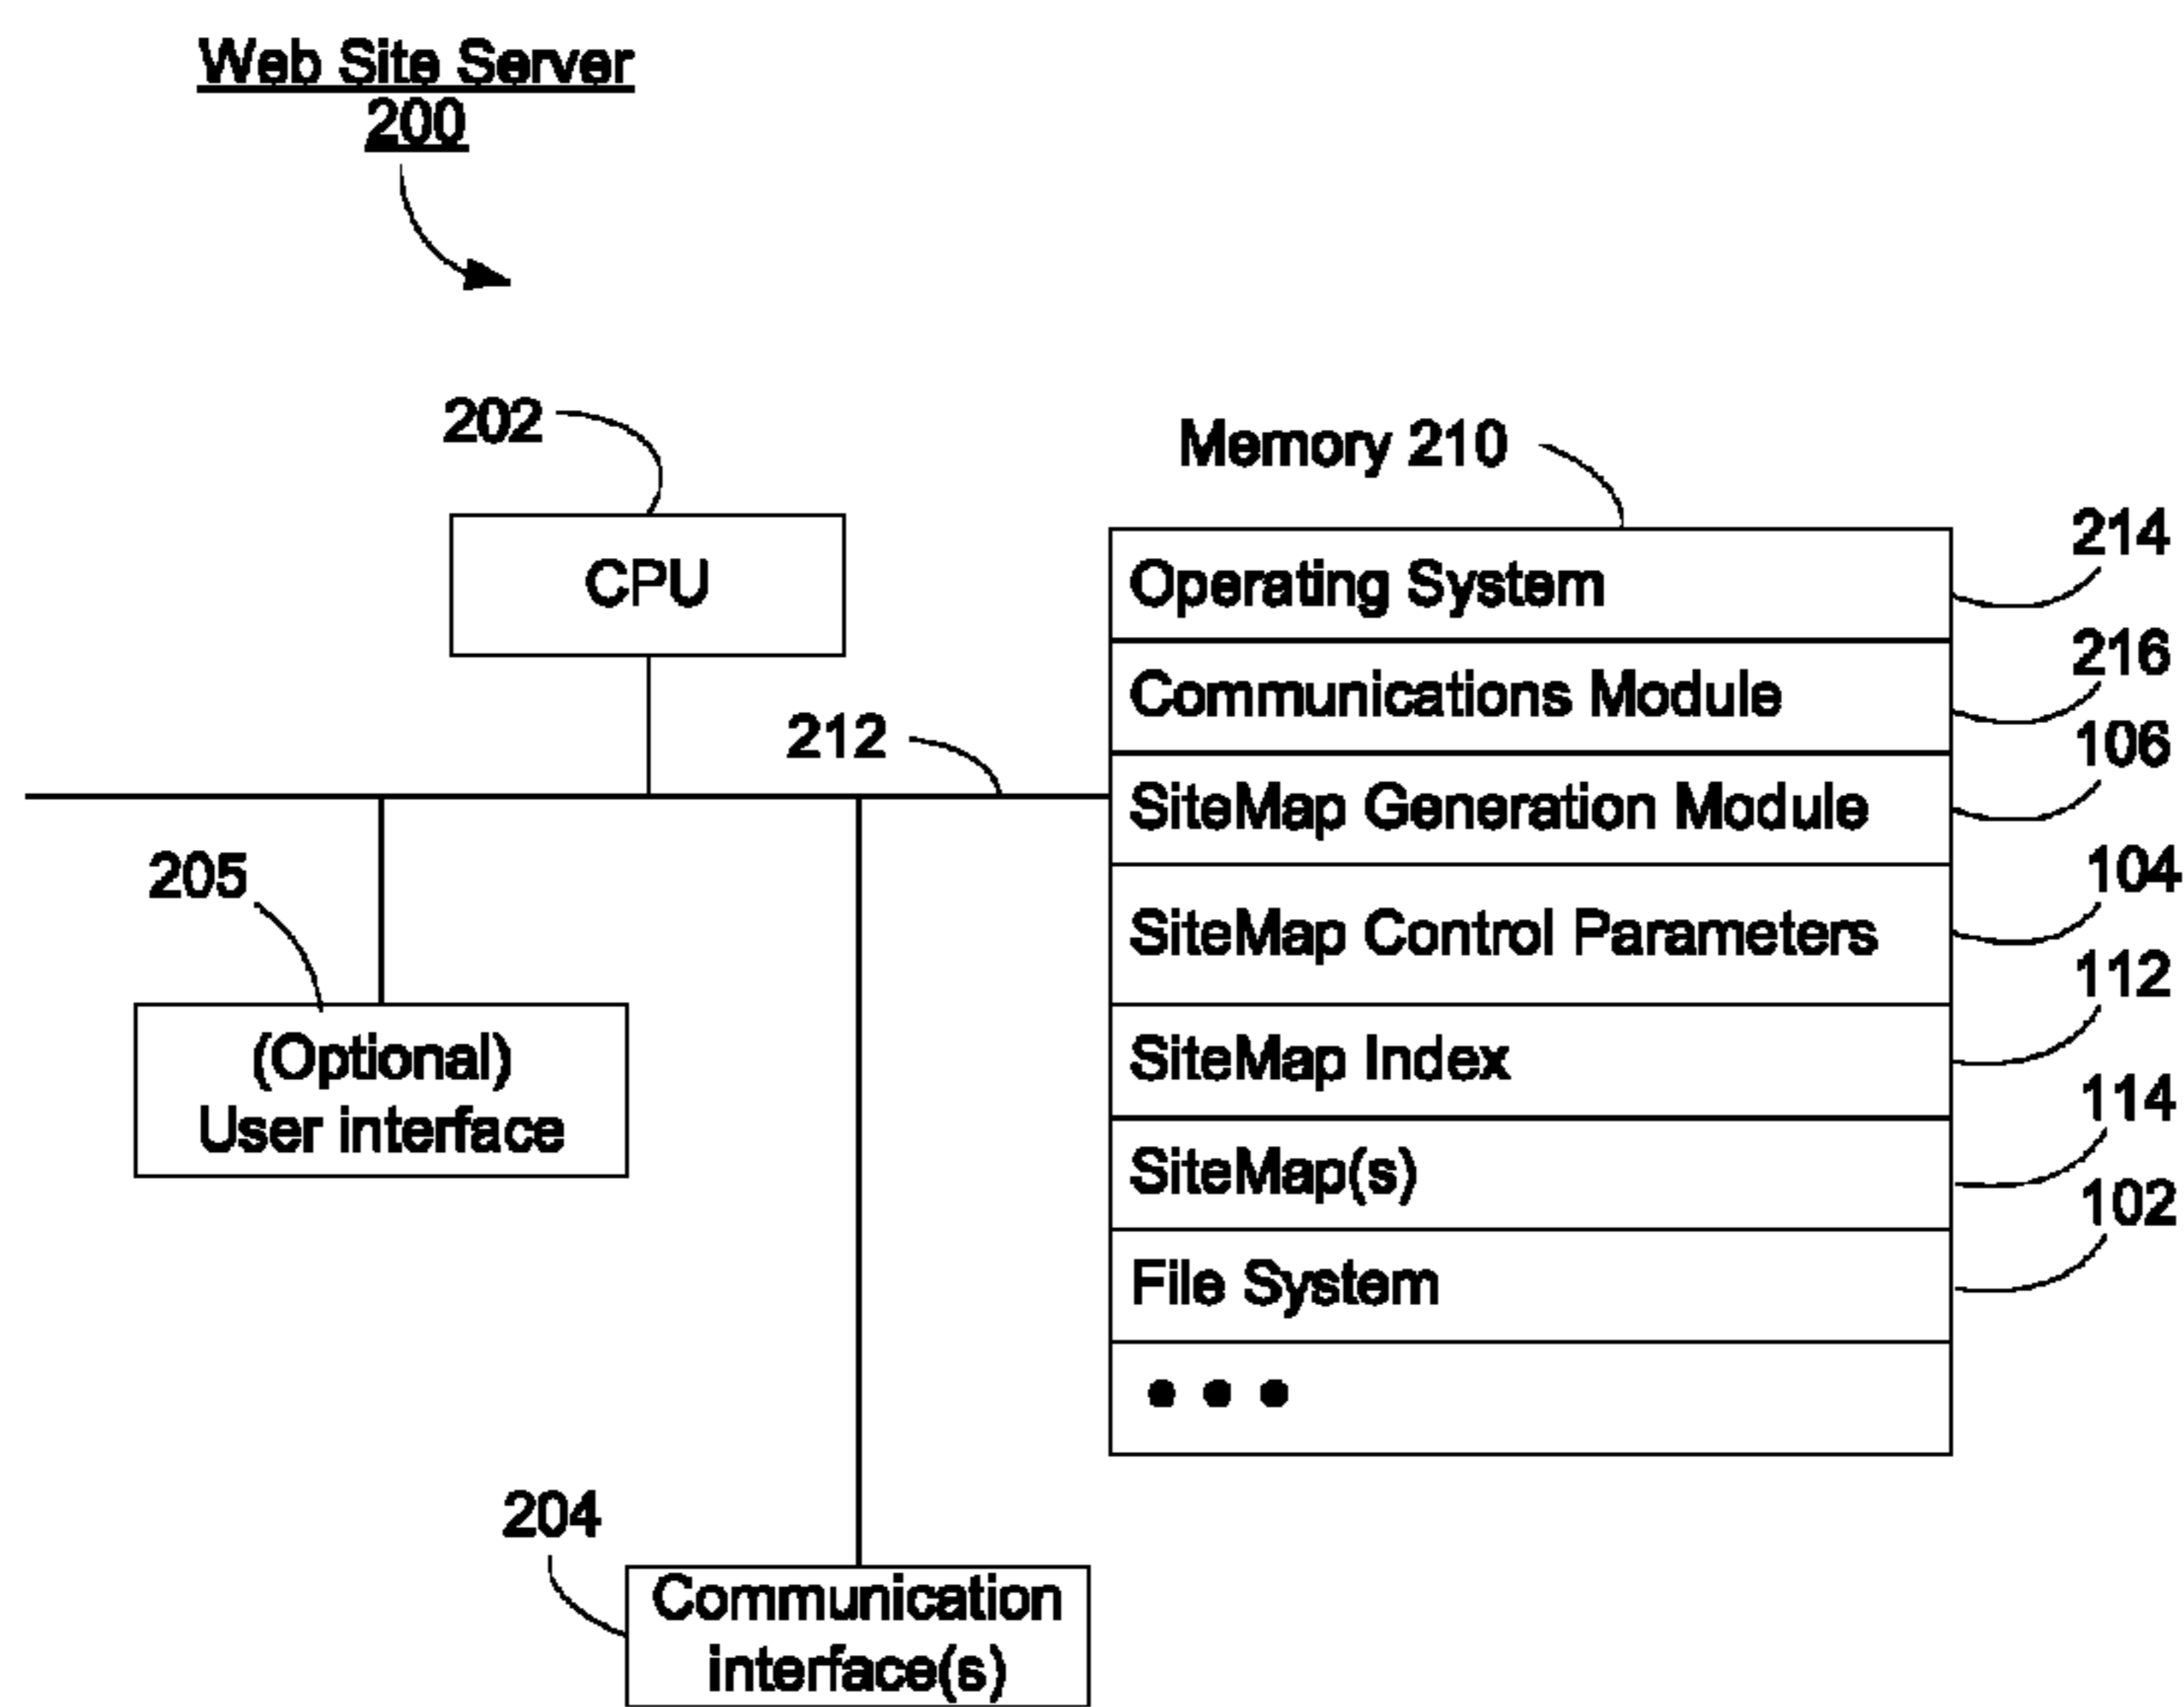 Web Site Server
200
202
CPU
212
205
(Optional)
User interface
204
Communication
interface(s)
Memory 210
Operating System
214
Communications Module
216
SiteMap Generation Module
106
SiteMap Control Parameters
104
SiteMap Index
112
SiteMap(s)
114
File System
102